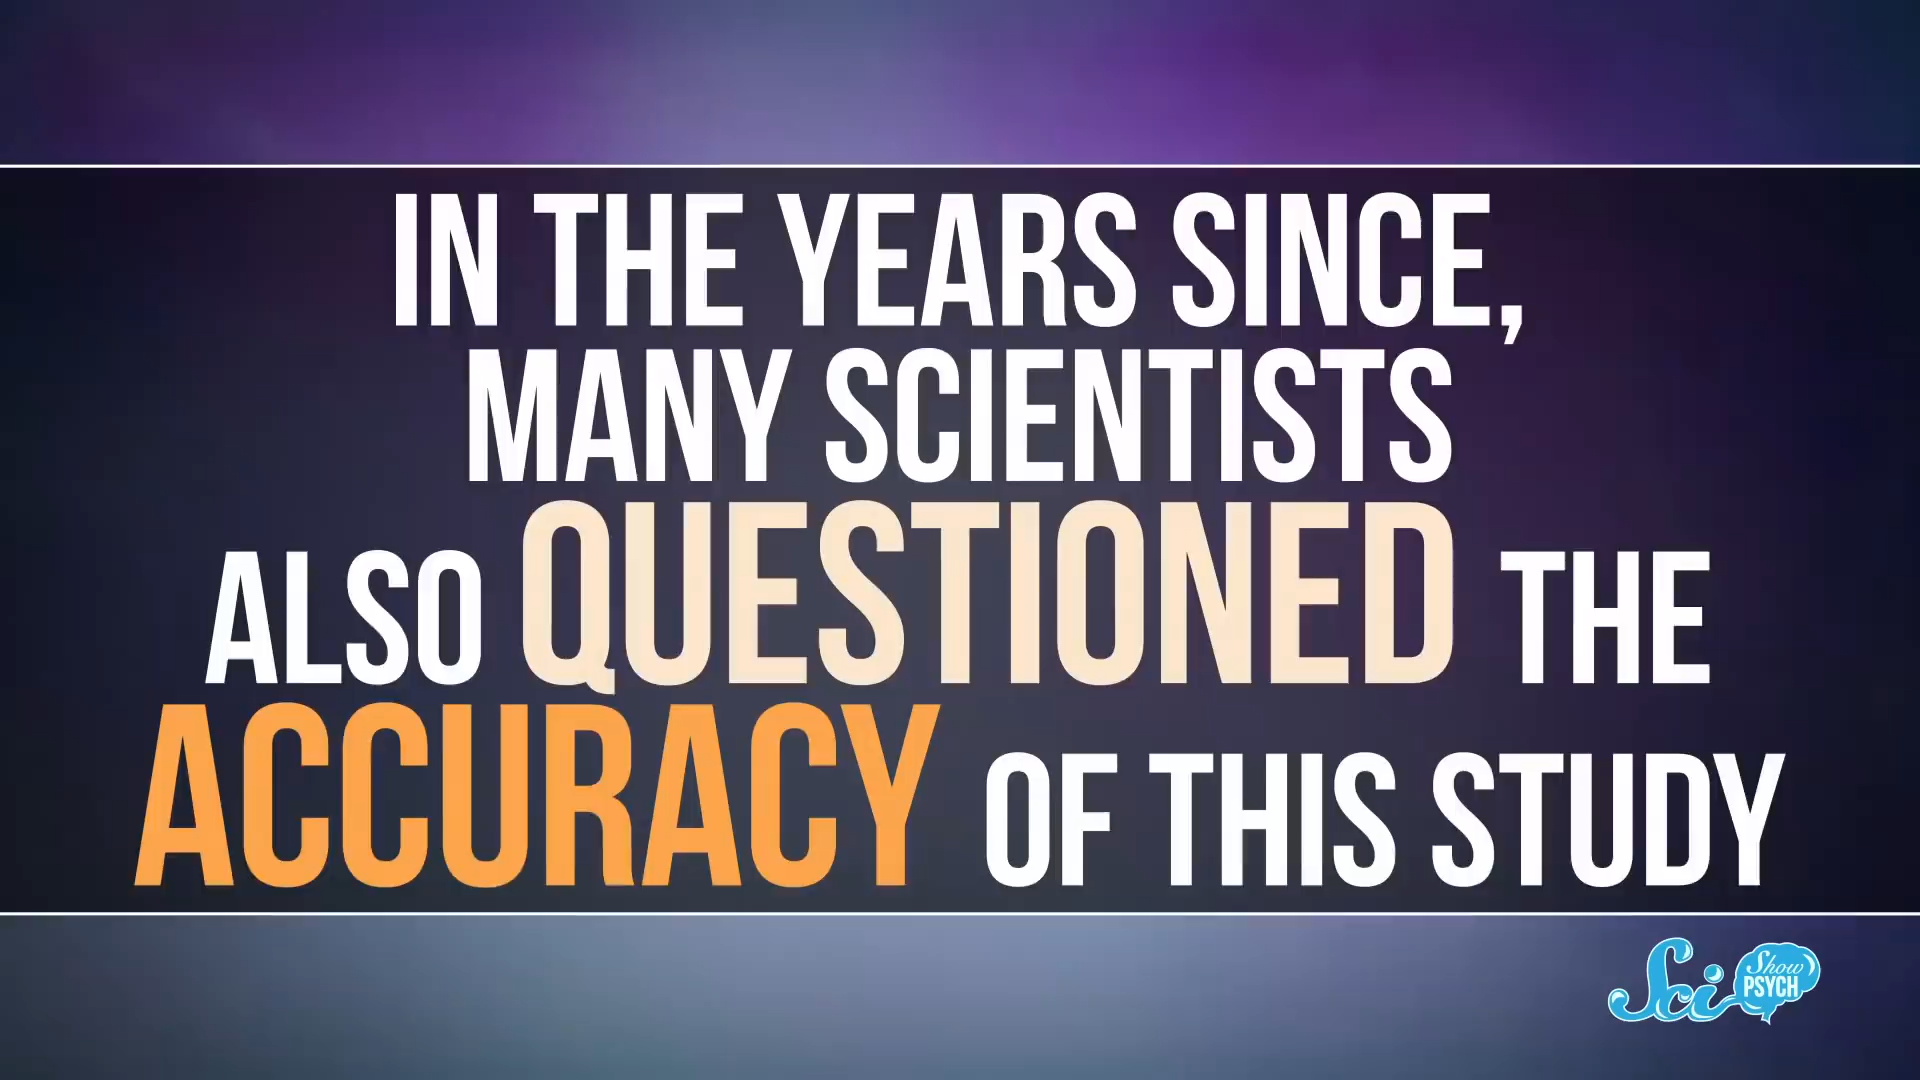 IN THE YEARS SINCE,
MANY SCIENTISTS
ALSO QUESTIONED THE
ACCURACY OF THIS STUDY
Sci Show
PSYCH